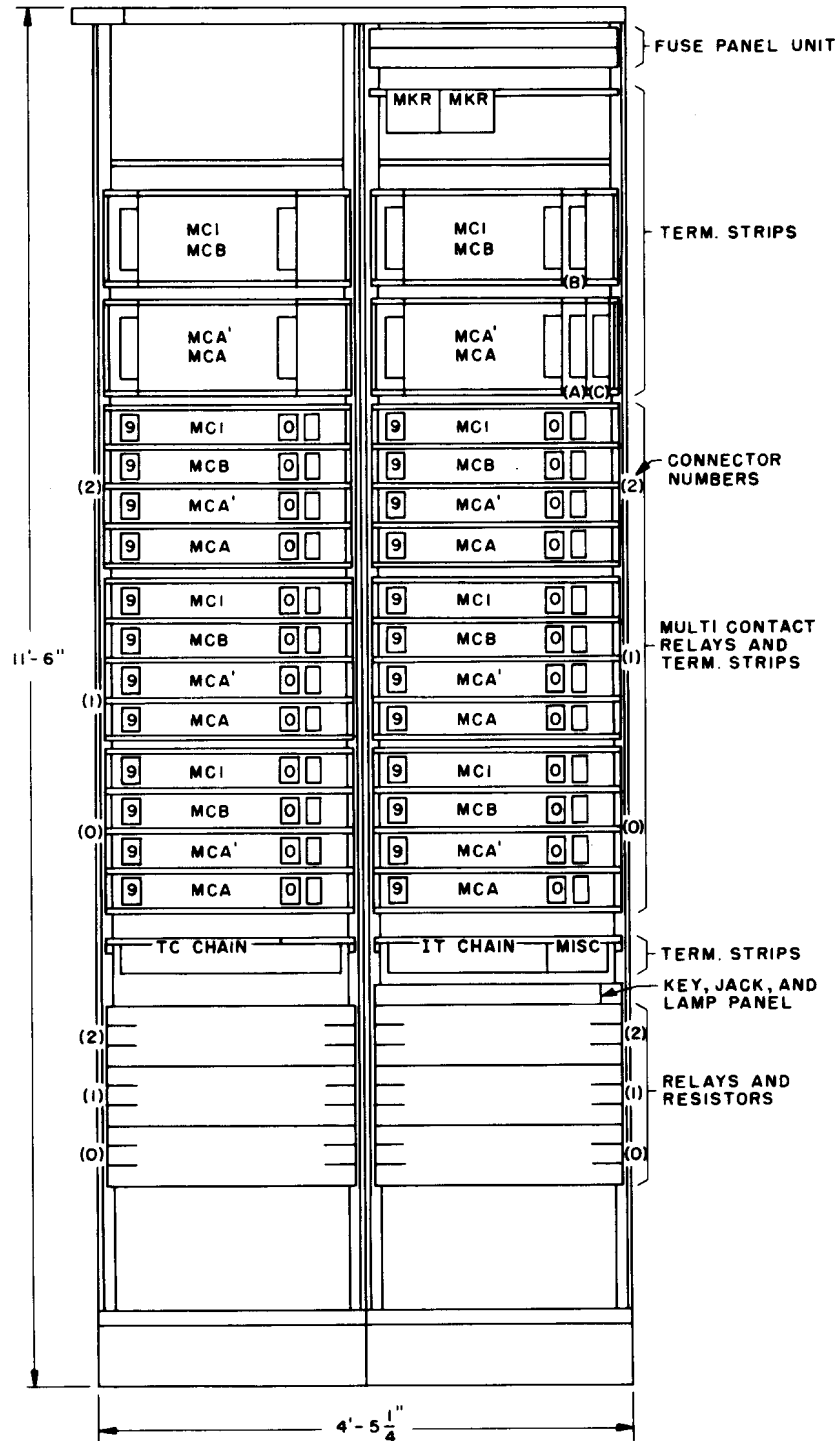 FUSE PANEL UNIT
MKR MKR
TERM. STRIPS
MCI MCI
MCB MCB
(B)
MCA' MCA'
MCA MCA
(A)(C)
9 MCI 0 9 MCI 0
9 MCB 0 9 MCB 0
CONNECTOR
NUMBERS
(2) (2)
9 MCA' 0 9 MCA' 0
9 MCA 0 9 MCA 0
9 MCI 0 9 MCI 0
9 MCB 0 9 MCB 0
MULTI CONTACT
RELAYS AND
TERM. STRIPS
11'-6"
(1) (1)
9 MCA' 0 9 MCA' 0
9 MCA 0 9 MCA 0
9 MCI 0 9 MCI 0
9 MCB 0 9 MCB 0
(0) (0)
9 MCA' 0 9 MCA' 0
9 MCA 0 9 MCA 0
TC CHAIN IT CHAIN MISC
TERM. STRIPS
KEY, JACK, AND
LAMP PANEL
(2) (2)
(1) (1)
RELAYS AND
RESISTORS
(0) (0)
4'-5 1/4"